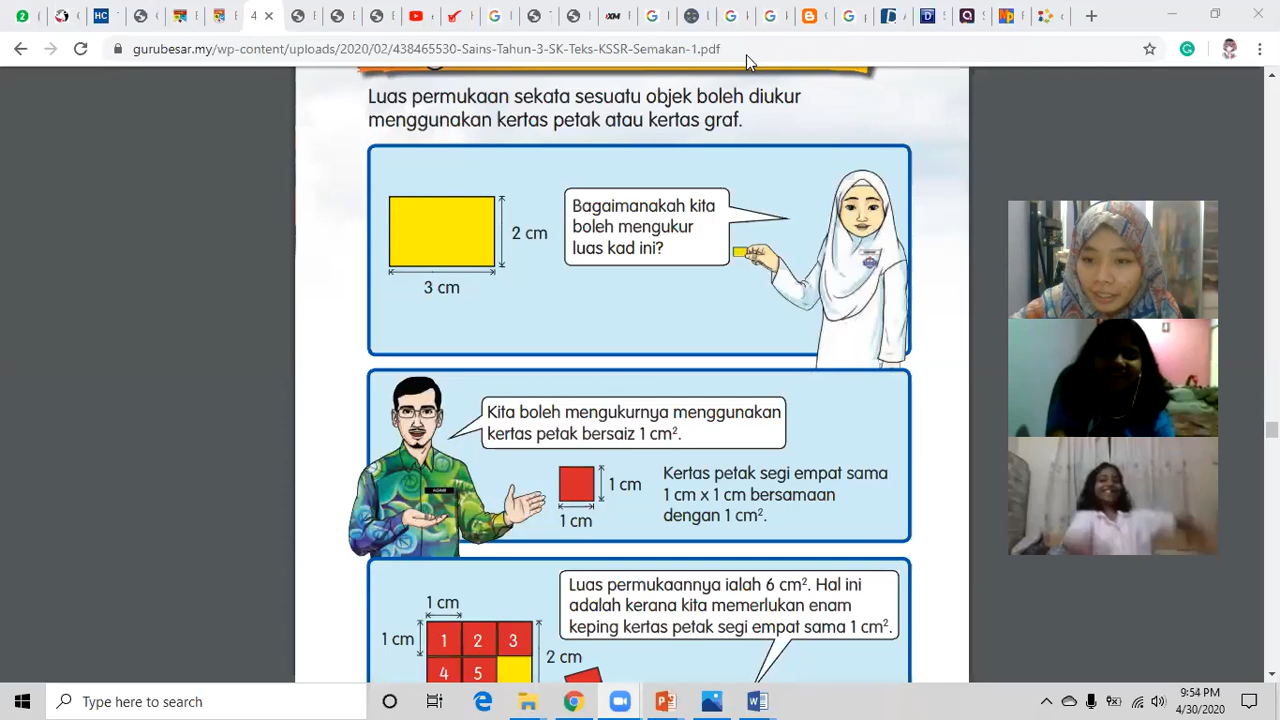 gurubesar.my/wp-content/uploads/2020/02/438465530-Sains-Tahun-3-SK-Teks-KSSR-Semakan-1.pdf
Luas permukaan sekata sesuatu objek boleh diukur
menggunakan kertas petak atau kertas graf.
2 cm
3 cm
Bagaimanakah kita
boleh mengukur
luas kad ini?
Kita boleh mengukurnya menggunakan
kertas petak bersaiz 1 cm².
1 cm
1 cm
Kertas petak segi empat sama
1 cm x 1 cm bersamaan
dengan 1 cm².
Luas permukaannya ialah 6 cm². Hal ini
adalah kerana kita memerlukan enam
keping kertas petak segi empat sama 1 cm².
1 cm
1 cm
1 2 3
4 5
2 cm
Type here to search
9:54 PM
4/30/2020